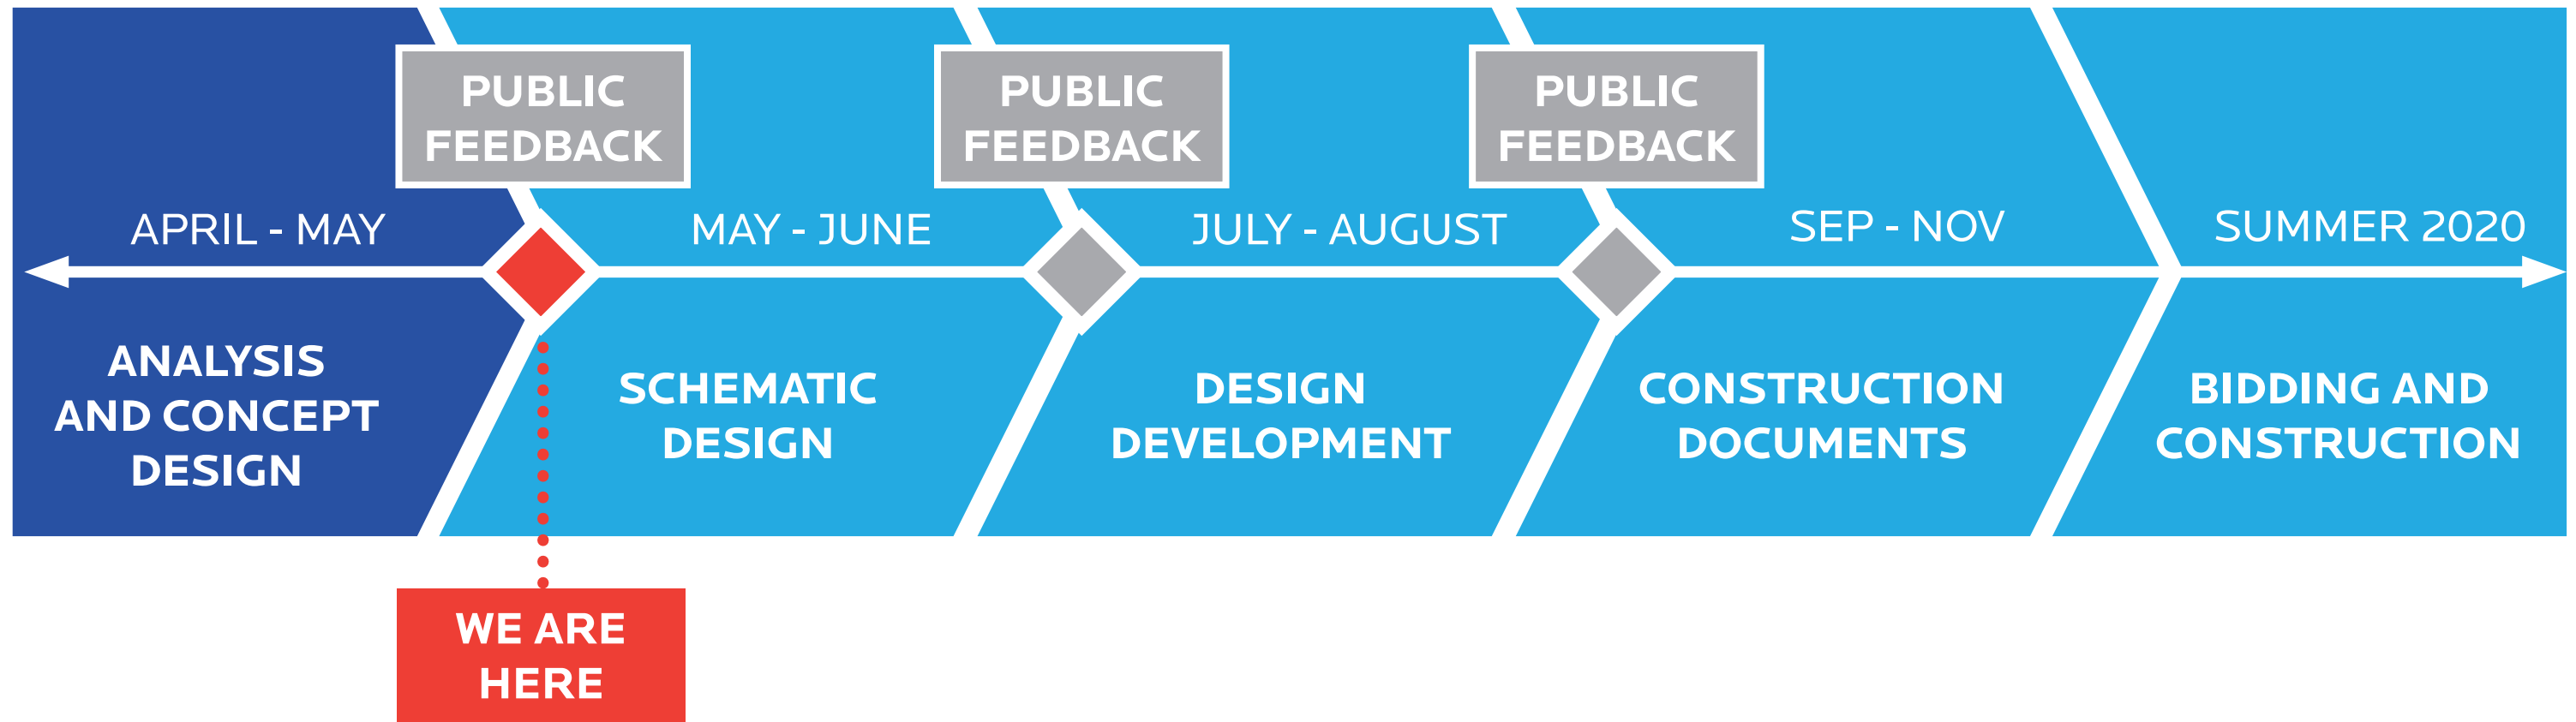 PUBLIC
FEEDBACK
PUBLIC
FEEDBACK
PUBLIC
FEEDBACK
APRIL - MAY
MAY - JUNE
JULY - AUGUST
SEP - NOV
SUMMER 2020
ANALYSIS
AND CONCEPT
DESIGN
SCHEMATIC
DESIGN
DESIGN
DEVELOPMENT
CONSTRUCTION
DOCUMENTS
BIDDING AND
CONSTRUCTION
WE ARE
HERE